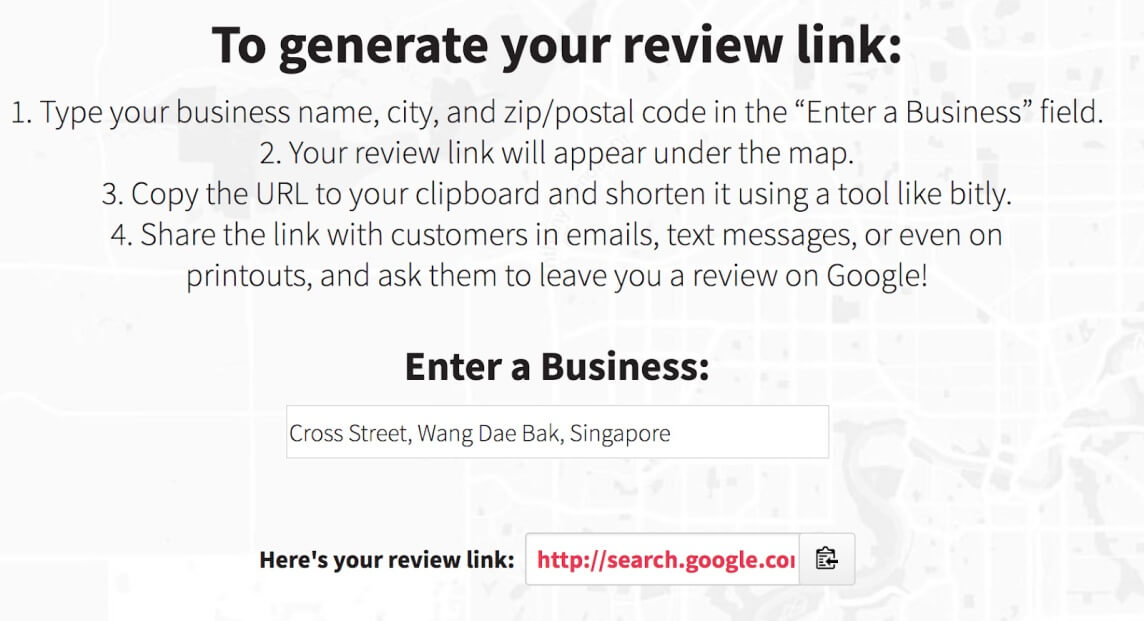 To generate your review link:
1. Type your business name, city, and zip/postal code in the “Enter a Business” field.
2. Your review link will appear under the map.
3. Copy the URL to your clipboard and shorten it using a tool like bitly.
4. Share the link with customers in emails, text messages, or even on
printouts, and ask them to leave you a review on Google!
Enter a Business:
Cross Street, Wang Dae Bak, Singapore
Here's your review link: http://search.google.co